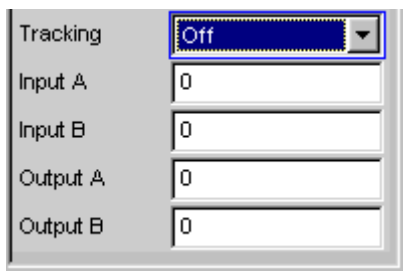 Tracking Off
Input A 0
Input B 0
Output A 0
Output B 0